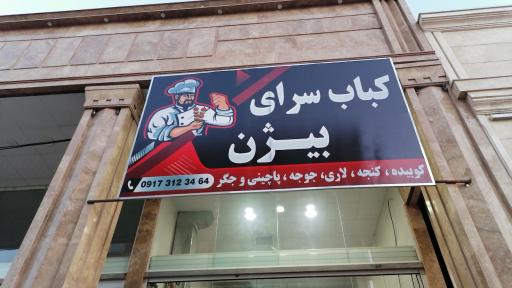 کباب سرای
بیژن
کوبیده، کنجه، لاری، جوجه، پاچینی و جگر
0917 312 34 64